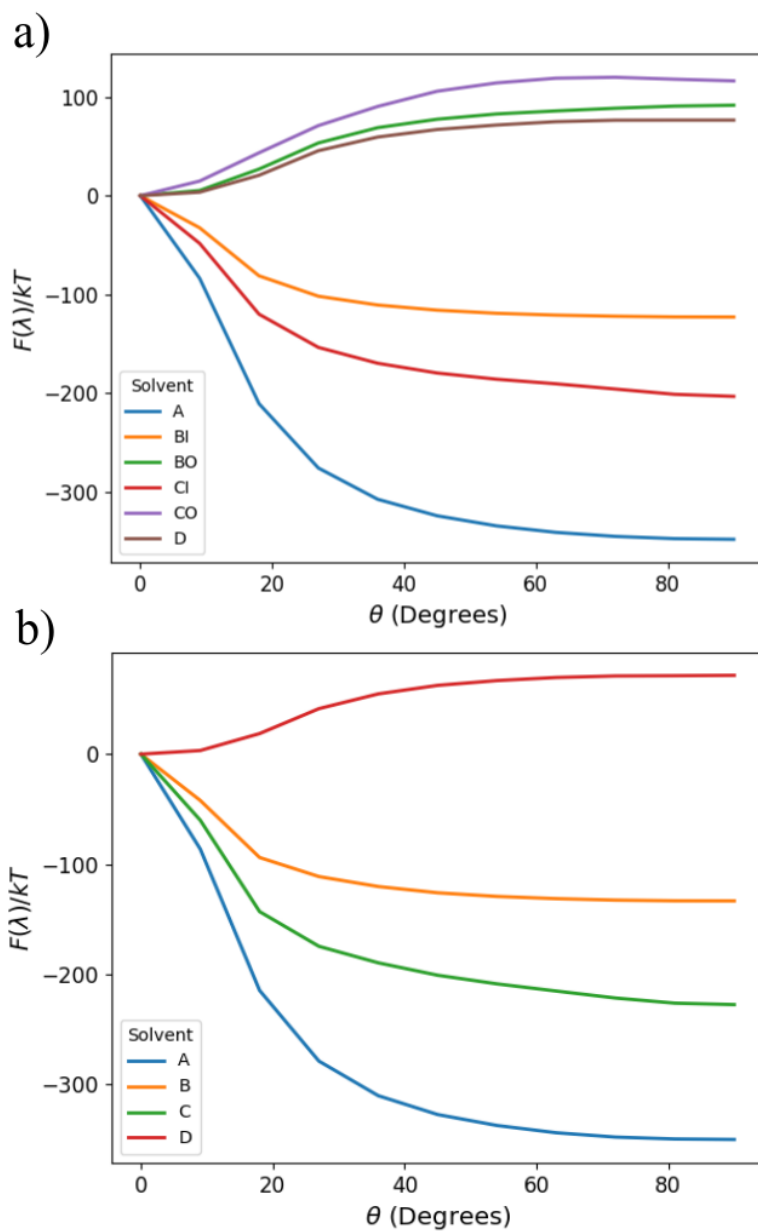 a)
100
0
−100
−200
−300
F(λ)/kT
Solvent
A
BI
BO
CI
CO
D
0 20 40 60 80
θ (Degrees)
b)
0
−100
−200
−300
F(λ)/kT
Solvent
A
B
C
D
0 20 40 60 80
θ (Degrees)